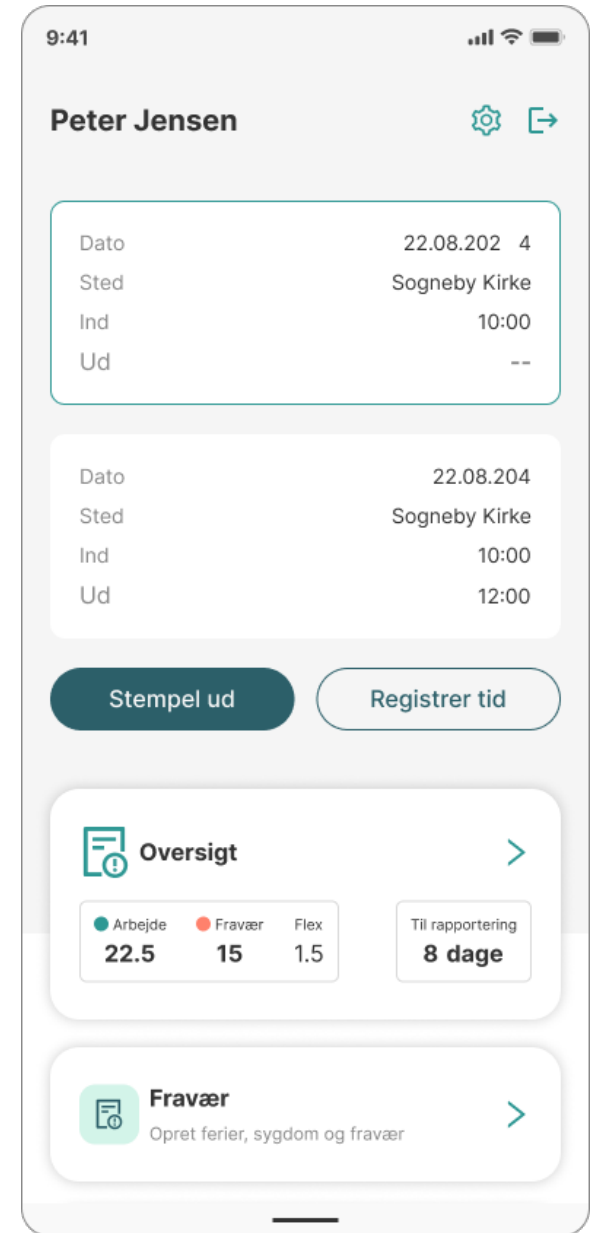 9:41
Peter Jensen
Dato 22.08.202 4
Sted Sogneby Kirke
Ind 10:00
Ud --
Dato 22.08.204
Sted Sogneby Kirke
Ind 10:00
Ud 12:00
Stempel ud Registrer tid
Oversigt
Arbejde Fravær Flex Til rapportering
22.5 15 1.5 8 dage
Fravær
Opret ferier, sygdom og fravær